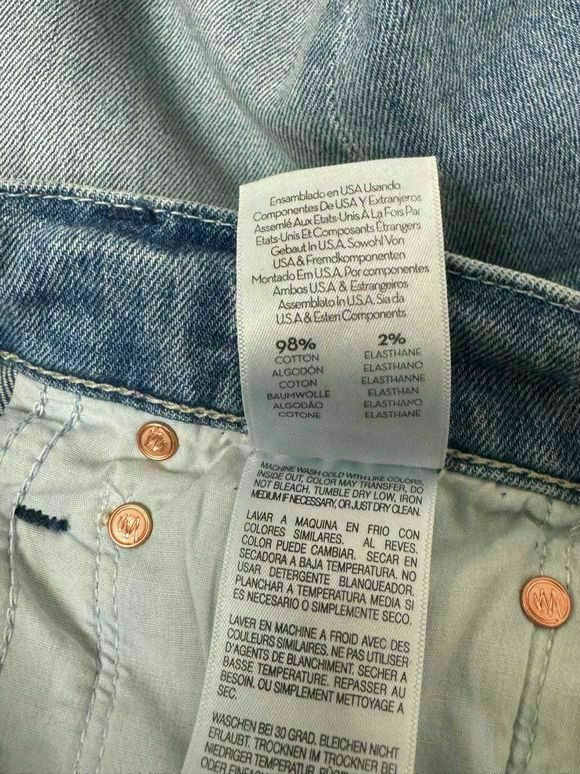 Ensamblado en USA Usando
Componentes De USA Y Extranjeros
Assemlé Aux Etats-Unis À La Fois Par
Etats-Unis Et Composants Étrangers
Gebaut In U.S.A. Sowohl Von
USA & Fremdkomponenten
Montado Em U.S.A. Por componentes
Ambos U.S.A & Estrangeiros
Assemblato In U.S.A. Sia da
U.S.A & Esteri Components
98% 2%
COTTON ELASTHANE
ALGODÓN ELASTHANO
COTON ELASTHANNE
BAUMWOLLE ELASTHAN
ALGODÃO ELASTHANO
COTONE ELASTHANE
MACHINE WASH COLD WITH LIKE COLORS,
INSIDE OUT, COLOR MAY TRANSFER, DO
NOT BLEACH, TUMBLE DRY LOW, IRON
MEDIUM IF NECESSARY, OR JUST DRY CLEAN.
LAVAR A MAQUINA EN FRIO CON
COLORES SIMILARES. AL REVES.
COLOR PUEDE CAMBIAR. SECAR EN
SECADORA A BAJA TEMPERATURA. NO
USAR DETERGENTE BLANQUEADOR.
PLANCHAR A TEMPERATURA MEDIA SI
ES NECESARIO O SIMPLEMENTE SECO.
LAVER EN MACHINE A FROID AVEC DES
COULEURS SIMILAIRES. NE PAS UTILISER
D'AGENTS DE BLANCHIMENT. SECHER A
BASSE TEMPERATURE. REPASSER AU
BESOIN. OU SIMPLEMENT METTOYAGE A
SEC.
WASCHEN BEI 30 GRAD. BLEICHEN NICHT
ERLAUBT. TROCKNEN IM TROCKNER BEI
NIEDRIGER TEMPERATUR.
ODER EINFACH